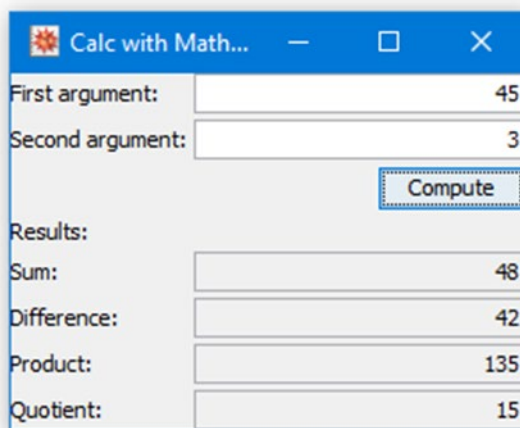 Calc with Math...
First argument: 45
Second argument: 3
Compute
Results:
Sum: 48
Difference: 42
Product: 135
Quotient: 15